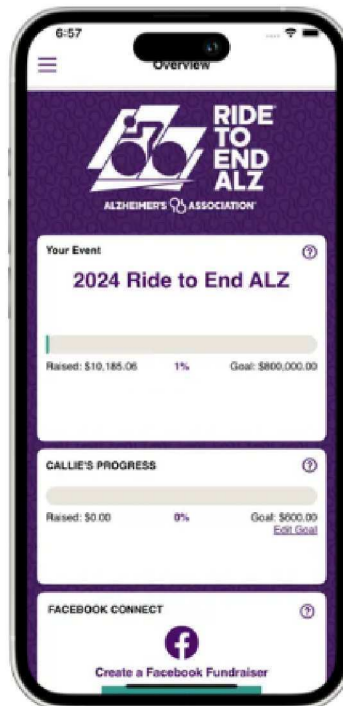 6:57
Overview
RIDE
TO
END
ALZ
ALZHEIMER'S ASSOCIATION
Your Event
2024 Ride to End ALZ
Raised: $10,185.06 1% Goal: $800,000.00
CALLIE'S PROGRESS
Raised: $0.00 0% Goal: $600.00
Edit Goal
FACEBOOK CONNECT
Create a Facebook Fundraiser